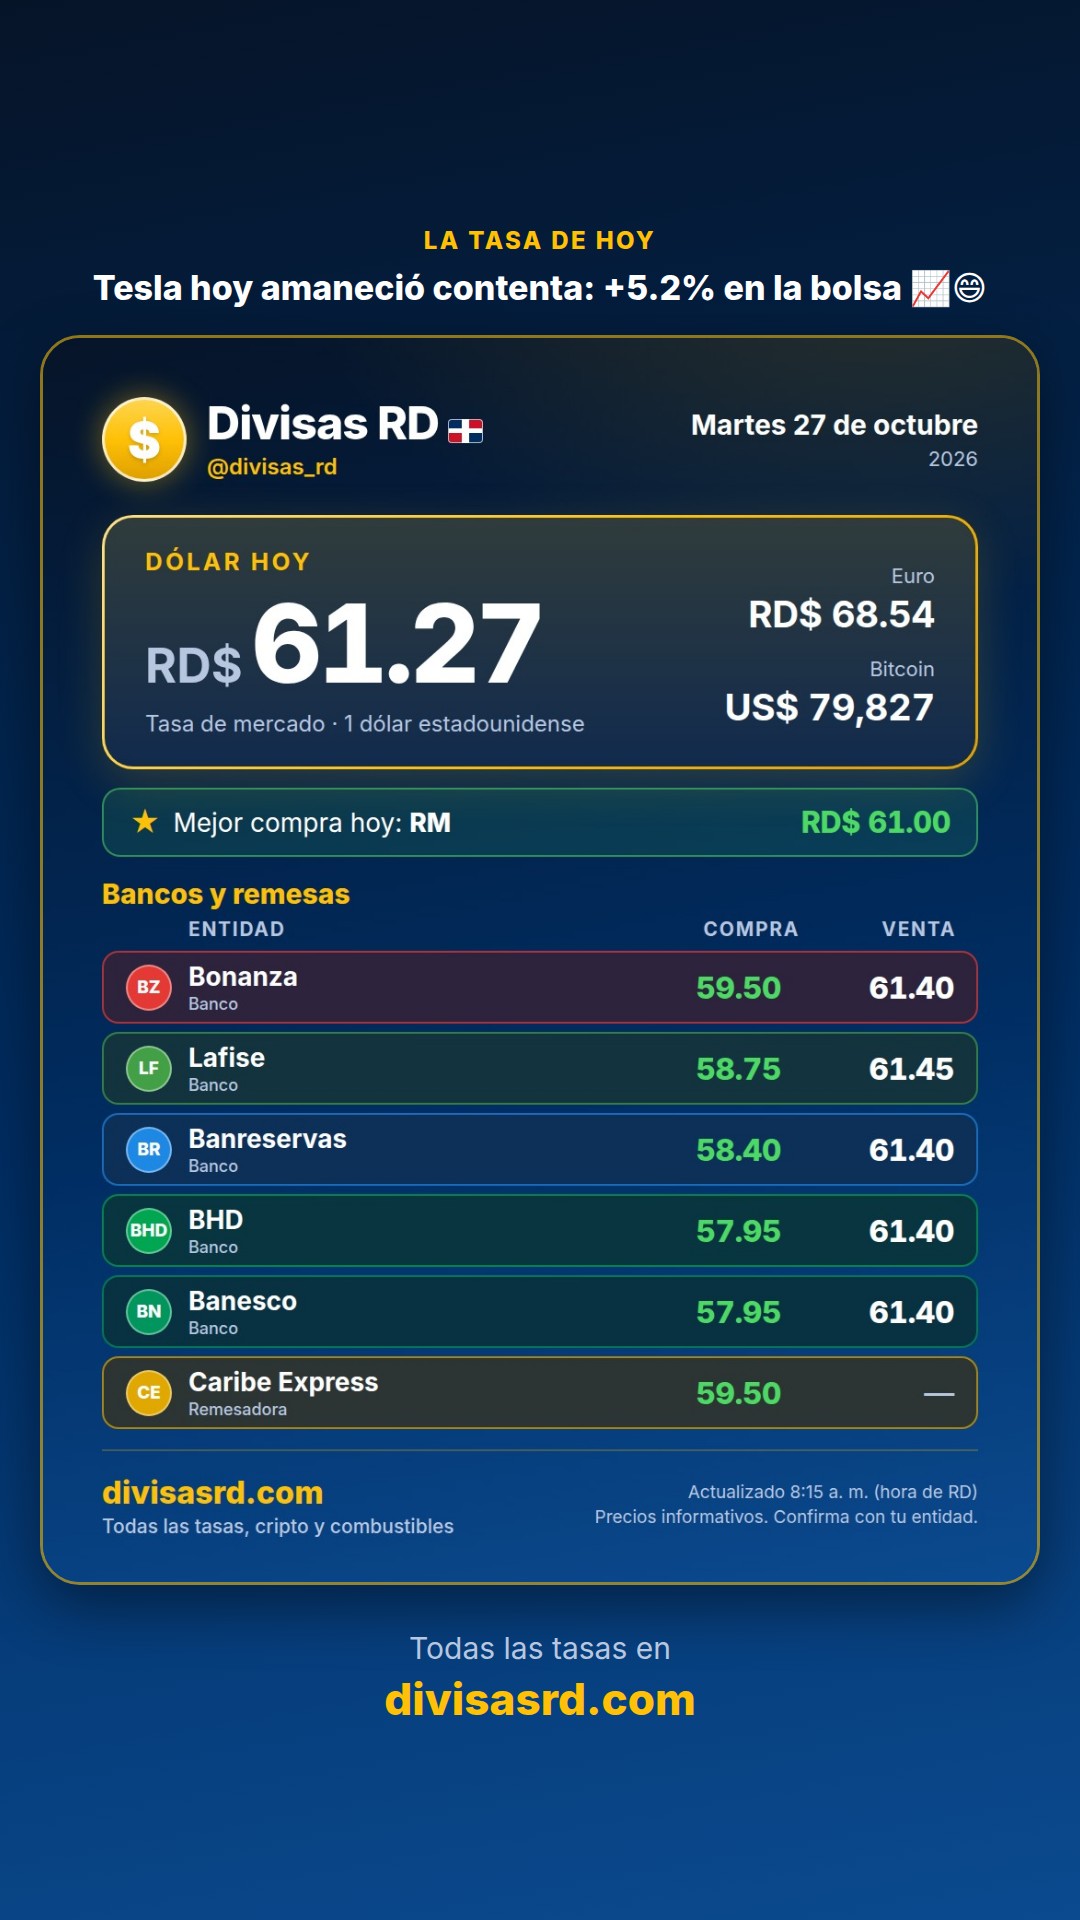 LA TASA DE HOY
Tesla hoy amaneció contenta: +5.2% en la bolsa 📈😄
$
Divisas RD 🇩🇴
@divisas_rd
Martes 27 de octubre
2026
DÓLAR HOY
RD$ 61.27
Tasa de mercado · 1 dólar estadounidense
Euro
RD$ 68.54
Bitcoin
US$ 79,827
★ Mejor compra hoy: RM RD$ 61.00
Bancos y remesas
ENTIDAD COMPRA VENTA
BZ Bonanza 59.50 61.40
Banco
LF Lafise 58.75 61.45
Banco
BR Banreservas 58.40 61.40
Banco
BHD BHD 57.95 61.40
Banco
BN Banesco 57.95 61.40
Banco
CE Caribe Express 59.50 —
Remesadora
divisasrd.com
Todas las tasas, cripto y combustibles
Actualizado 8:15 a. m. (hora de RD)
Precios informativos. Confirma con tu entidad.
Todas las tasas en
divisasrd.com